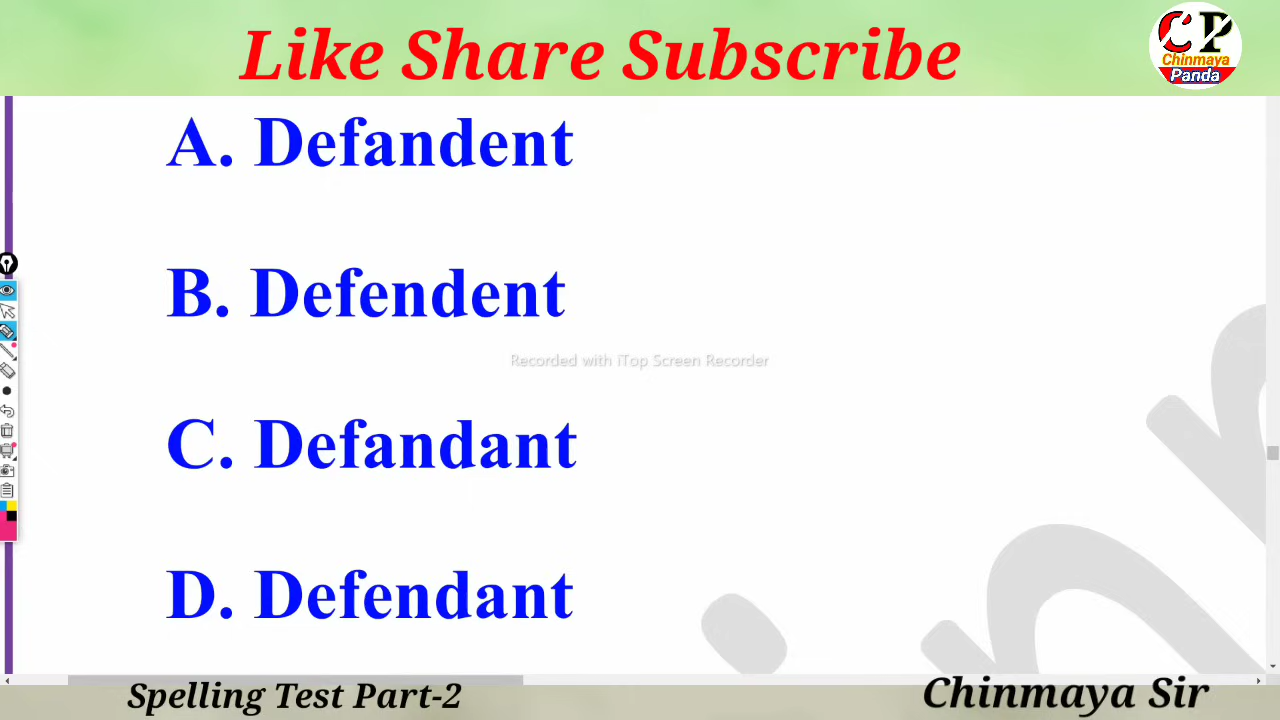 Like Share Subscribe
CP
Chinmaya
Panda
A. Defandent
B. Defendent
Recorded with iTop Screen Recorder
C. Defandant
D. Defendant
Spelling Test Part-2
Chinmaya Sir